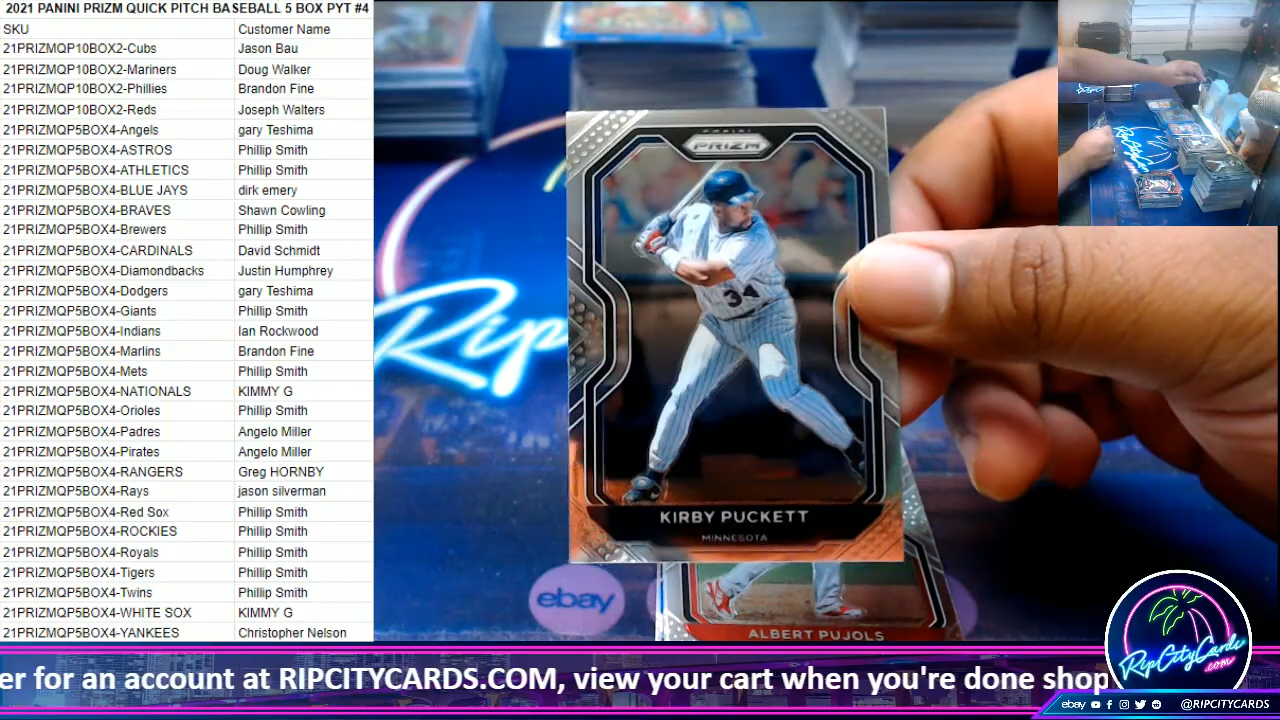 2021 PANINI PRIZM QUICK PITCH BASEBALL 5 BOX PYT #4
SKU Customer Name
21PRIZMQP10BOX2-Cubs Jason Bau
21PRIZMQP10BOX2-Mariners Doug Walker
21PRIZMQP10BOX2-Phillies Brandon Fine
21PRIZMQP10BOX2-Reds Joseph Walters
21PRIZMQP5BOX4-Angels gary Teshima
21PRIZMQP5BOX4-ASTROS Phillip Smith
21PRIZMQP5BOX4-ATHLETICS Phillip Smith
21PRIZMQP5BOX4-BLUE JAYS dirk emery
21PRIZMQP5BOX4-BRAVES Shawn Cowling
21PRIZMQP5BOX4-Brewers Phillip Smith
21PRIZMQP5BOX4-CARDINALS David Schmidt
21PRIZMQP5BOX4-Diamondbacks Justin Humphrey
21PRIZMQP5BOX4-Dodgers gary Teshima
21PRIZMQP5BOX4-Giants Phillip Smith
21PRIZMQP5BOX4-Indians Ian Rockwood
21PRIZMQP5BOX4-Marlins Brandon Fine
21PRIZMQP5BOX4-Mets Phillip Smith
21PRIZMQP5BOX4-NATIONALS KIMMY G
21PRIZMQP5BOX4-Orioles Phillip Smith
21PRIZMQP5BOX4-Padres Angelo Miller
21PRIZMQP5BOX4-Pirates Angelo Miller
21PRIZMQP5BOX4-RANGERS Greg HORNBY
21PRIZMQP5BOX4-Rays jason silverman
21PRIZMQP5BOX4-Red Sox Phillip Smith
21PRIZMQP5BOX4-ROCKIES Phillip Smith
21PRIZMQP5BOX4-Royals Phillip Smith
21PRIZMQP5BOX4-Tigers Phillip Smith
21PRIZMQP5BOX4-Twins Phillip Smith
21PRIZMQP5BOX4-WHITE SOX KIMMY G
21PRIZMQP5BOX4-YANKEES Christopher Nelson
PANINI
PRIZM
34
KIRBY PUCKETT
MINNESOTA
Rip
ebay
ALBERT PUJOLS
RipCityCards
.com
er for an account at RIPCITYCARDS.COM, view your cart when you're done shop
ebay @RIPCITYCARDS